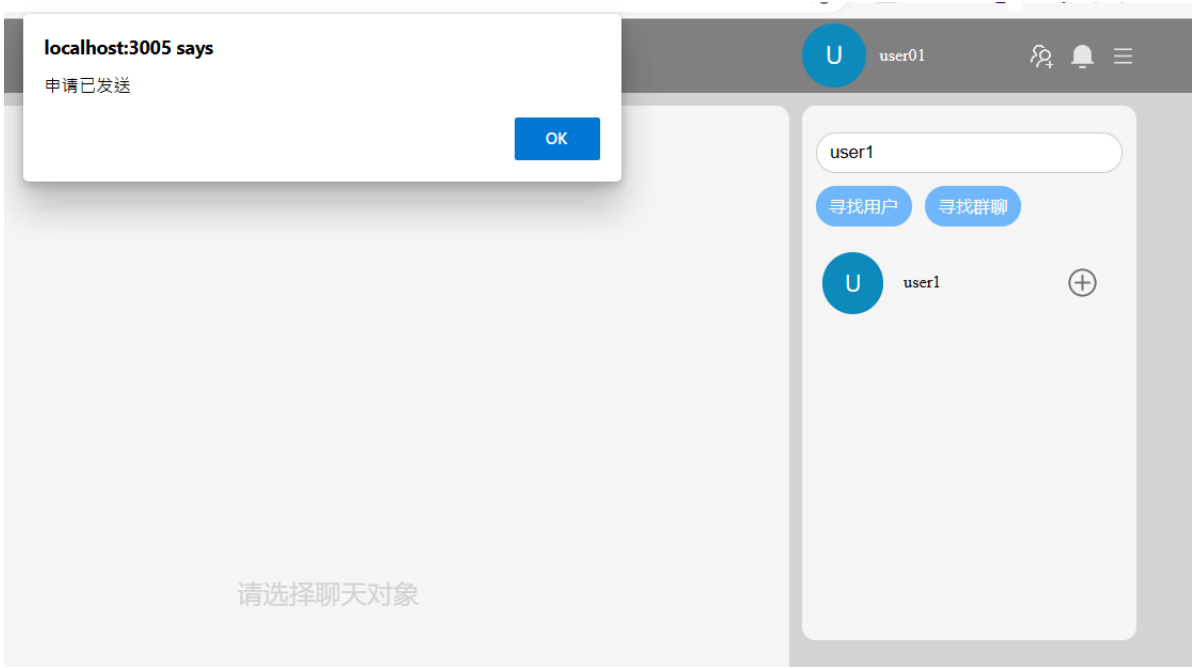 localhost:3005 says
申请已发送
OK
U
user01
user1
寻找用户
寻找群聊
U
user1
请选择聊天对象